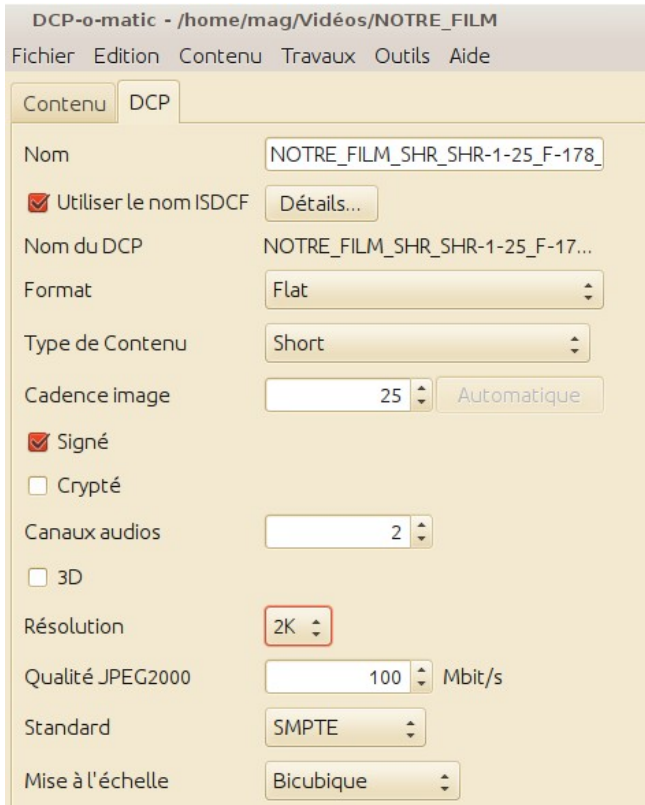 DCP-o-matic - /home/mag/Vidéos/NOTRE_FILM
Fichier Edition Contenu Travaux Outils Aide
Contenu DCP
Nom NOTRE_FILM_SHR_SHR-1-25_F-178_
Utiliser le nom ISDCF Détails...
Nom du DCP NOTRE_FILM_SHR_SHR-1-25_F-17...
Format Flat
Type de Contenu Short
Cadence image 25 Automatique
Signé
Crypté
Canaux audios 2
3D
Résolution 2K
Qualité JPEG2000 100 Mbit/s
Standard SMPTE
Mise à l'échelle Bicubique